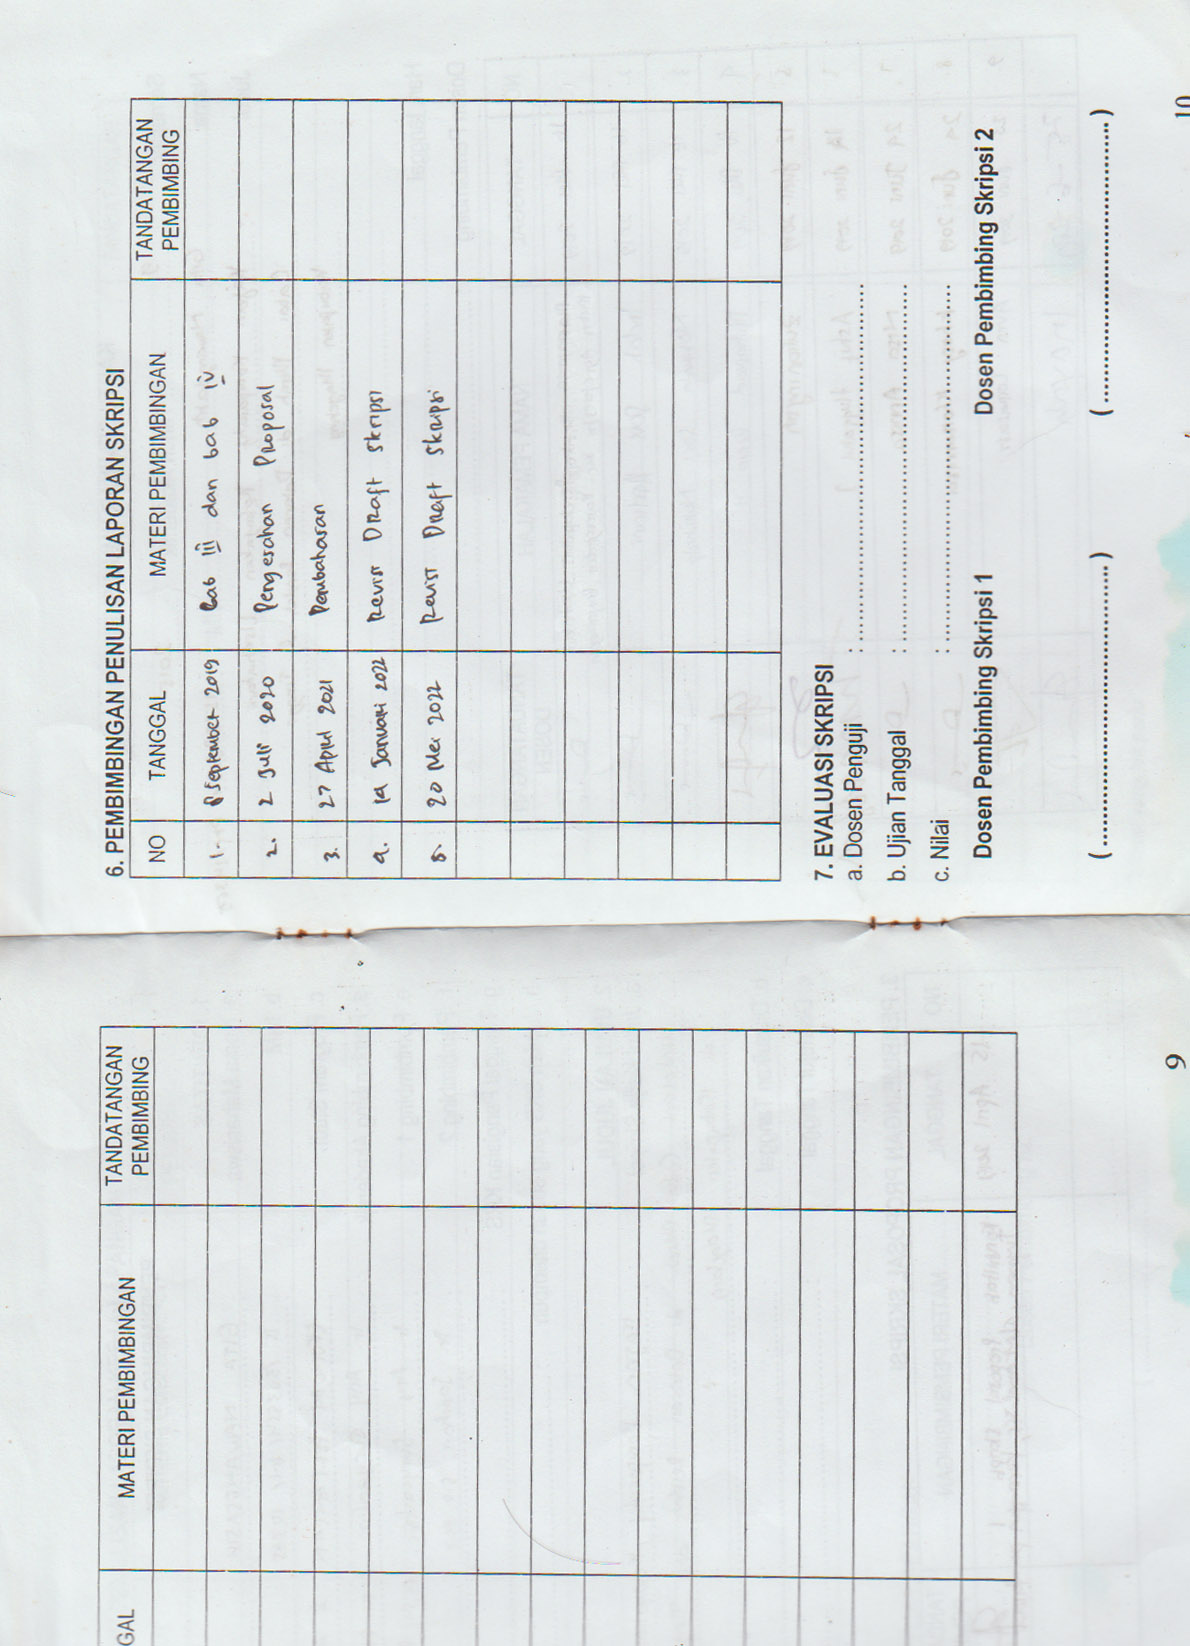 6. PEMBIMBINGAN PENULISAN LAPORAN SKRIPSI
NO TANGGAL MATERI PEMBIMBINGAN TANDATANGAN PEMBIMBING
1. September 2019 Bab III dan bab IV
2. 2 Juli 2020 Pengesahan Proposal
3. 27 April 2021 Pembahasan
4. 14 Januari 2022 Revisi Draft Skripsi
5. 20 Mei 2022 Revisi Draft Skripsi
7. EVALUASI SKRIPSI
a. Dosen Penguji : ..........
b. Ujian Tanggal : ..........
c. Nilai : ..........
Dosen Pembimbing Skripsi 1 Dosen Pembimbing Skripsi 2
(..........) (..........)
10
GAL MATERI PEMBIMBINGAN TANDATANGAN PEMBIMBING
9